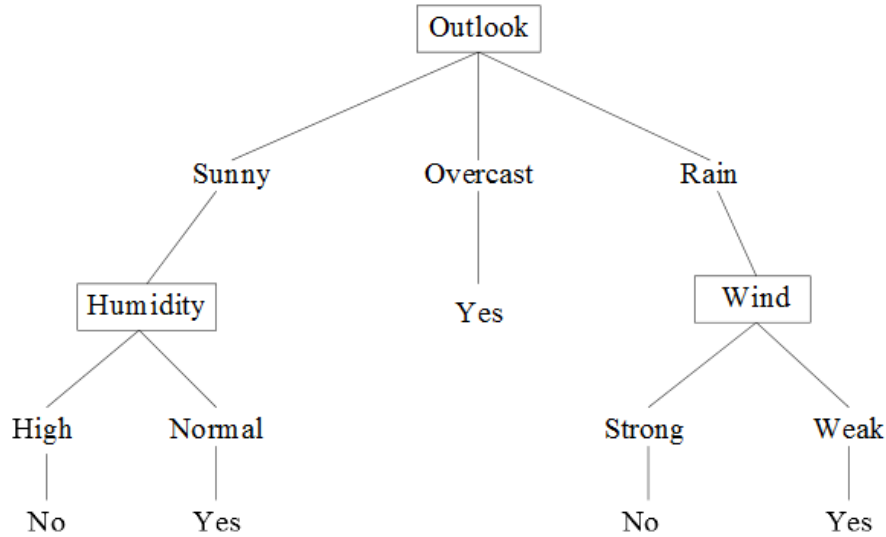 Outlook
Sunny Overcast Rain
Humidity Yes Wind
High Normal Strong Weak
No Yes No Yes